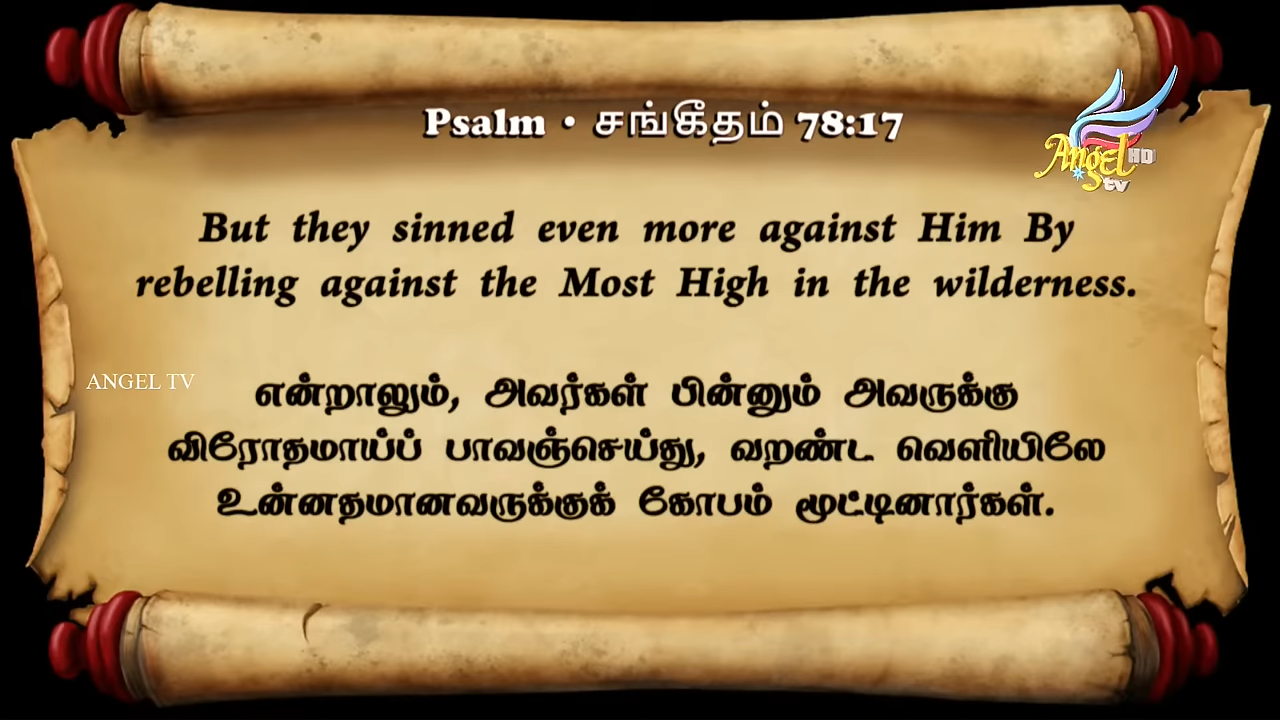 Psalm • சங்கீதம் 78:17
Angel HD
tv
But they sinned even more against Him By
rebelling against the Most High in the wilderness.
ANGEL TV
என்றாலும், அவர்கள் பின்னும் அவருக்கு
விரோதமாய்ப் பாவஞ்செய்து, வறண்ட வெளியிலே
உன்னதமானவருக்குக் கோபம் மூட்டினார்கள்.